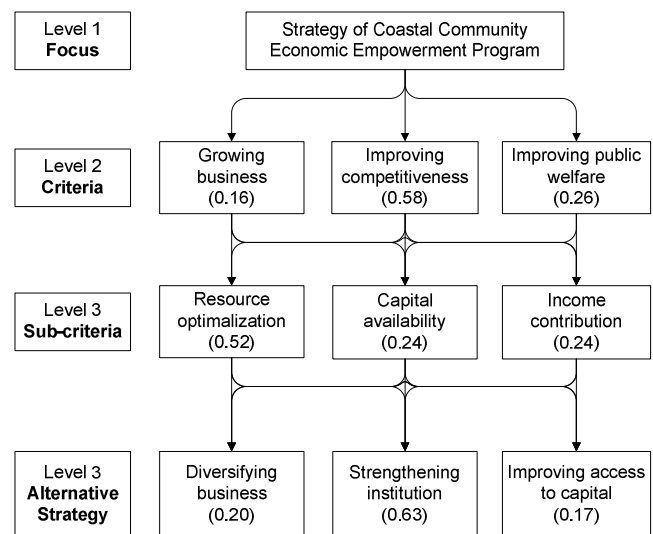 Level 1
Focus
Strategy of Coastal Community
Economic Empowerment Program
Level 2
Criteria
Growing
business
(0.16)
Improving
competitiveness
(0.58)
Improving public
welfare
(0.26)
Level 3
Sub-criteria
Resource
optimalization
(0.52)
Capital
availability
(0.24)
Income
contribution
(0.24)
Level 3
Alternative
Strategy
Diversifying
business
(0.20)
Strengthening
institution
(0.63)
Improving access
to capital
(0.17)